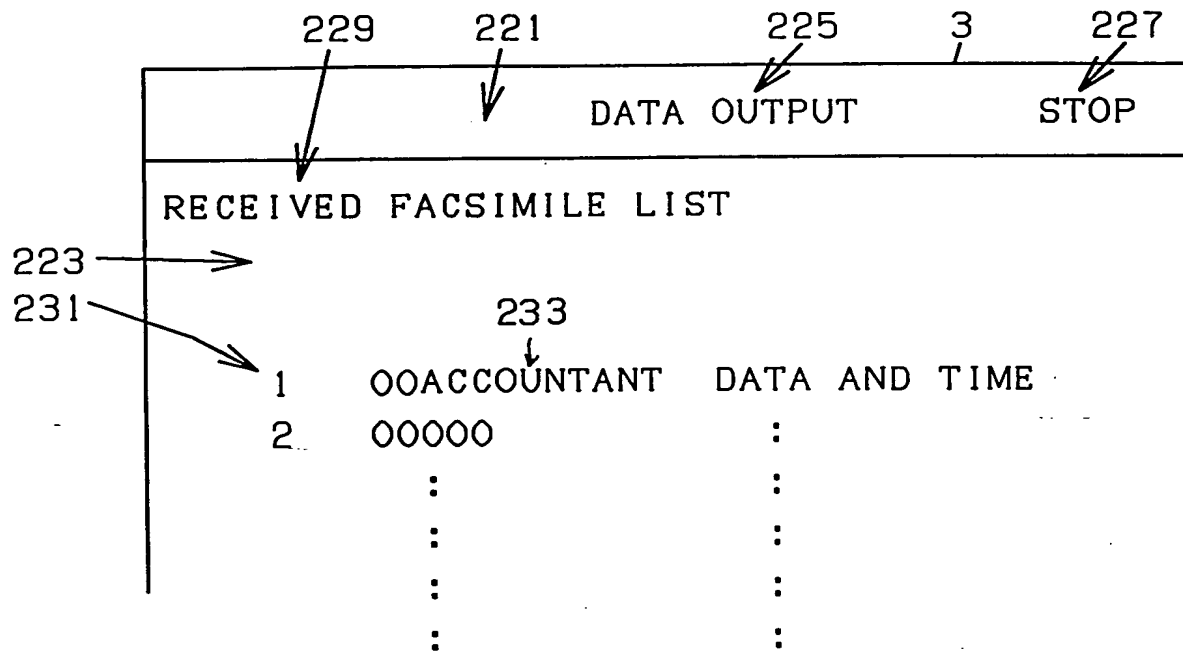 229 221 225 3 227
DATA OUTPUT STOP
RECEIVED FACSIMILE LIST
223
231
233
1 OOACCOUNTANT DATA AND TIME
2 OOOOO :
: :
: :
: :
: :